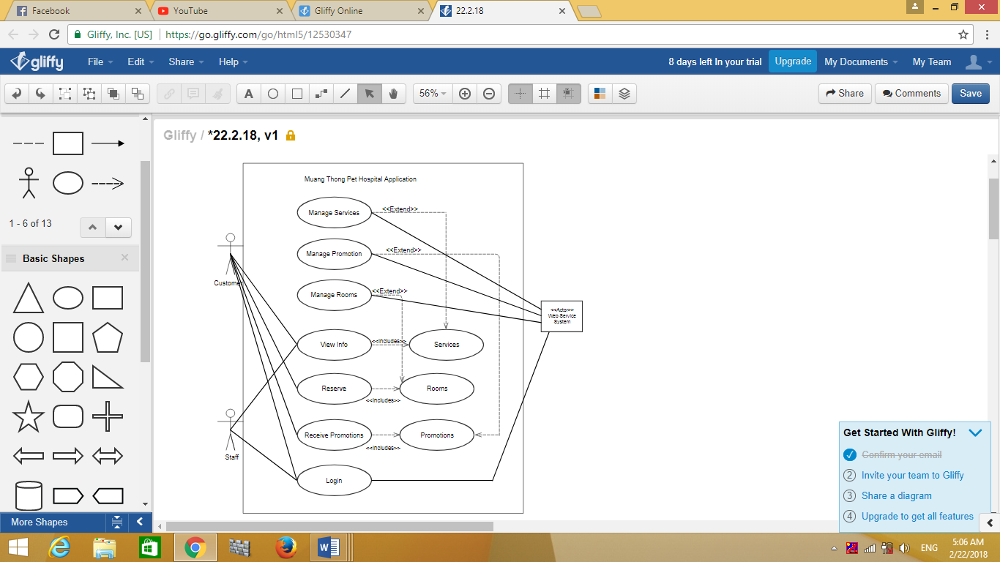 Facebook
YouTube
Gliffy Online
22.2.18
Gliffy, Inc. [US] https://go.gliffy.com/go/html5/12530347
gliffy
File Edit Share Help
8 days left In your trial
Upgrade
My Documents
My Team
A
56%
Share
Comments
Save
Gliffy / *22.2.18, v1
1 - 6 of 13
Basic Shapes
More Shapes
Muang Thong Pet Hospital Application
Manage Services
<<Extend>>
Manage Promotion
<<Extend>>
Manage Rooms
<<Extend>>
Customer
<<Actor>>
Web Service
System
View Info
<<Includes>>
Services
Reserve
<<Includes>>
Rooms
Receive Promotions
<<Includes>>
Promotions
Staff
Login
Get Started With Gliffy!
Confirm your email
2 Invite your team to Gliffy
3 Share a diagram
4 Upgrade to get all features
ENG
5:06 AM
2/22/2018